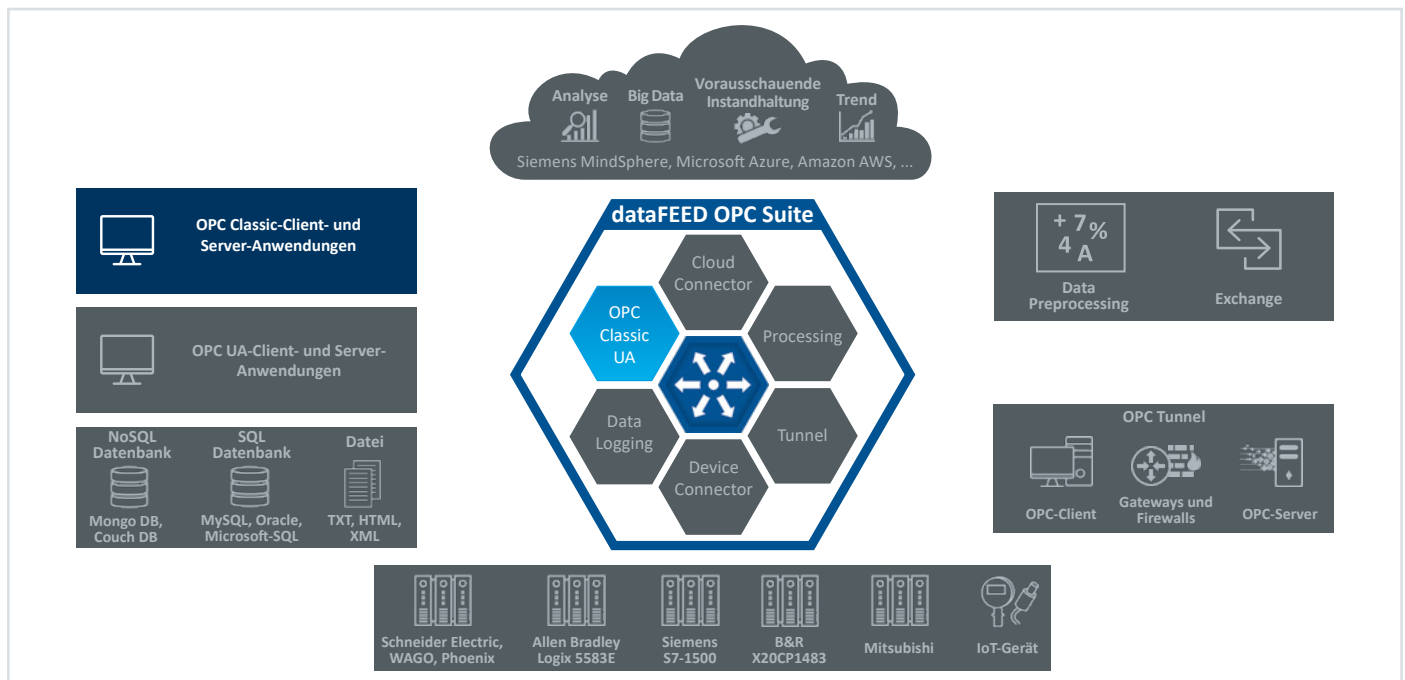 Analyse
Big Data
Vorausschauende
Instandhaltung
Trend
Siemens MindSphere, Microsoft Azure, Amazon AWS, ...
OPC Classic-Client- und
Server-Anwendungen
OPC UA-Client- und Server-
Anwendungen
NoSQL
Datenbank
Mongo DB,
Couch DB
SQL
Datenbank
MySQL, Oracle,
Microsoft-SQL
Datei
TXT, HTML,
XML
dataFEED OPC Suite
Cloud
Connector
OPC
Classic
UA
Processing
Data
Logging
Tunnel
Device
Connector
+ 7%
4 A
Data
Preprocessing
Exchange
OPC Tunnel
OPC-Client
Gateways und
Firewalls
OPC-Server
Schneider Electric,
WAGO, Phoenix
Allen Bradley
Logix 5583E
Siemens
S7-1500
B&R
X20CP1483
Mitsubishi
IoT-Gerät